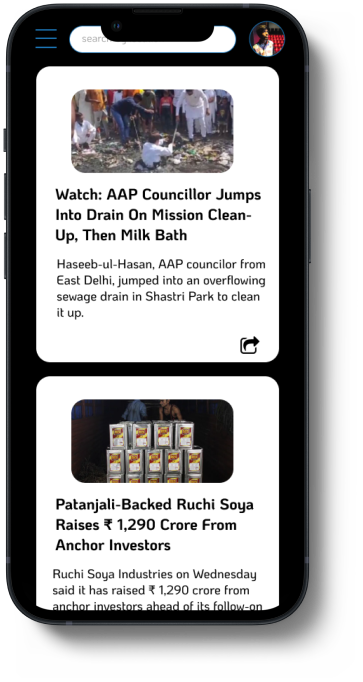 Watch: AAP Councillor Jumps
Into Drain On Mission Clean-
Up, Then Milk Bath
Haseeb-ul-Hasan, AAP councilor from
East Delhi, jumped into an overflowing
sewage drain in Shastri Park to clean
it up.
Patanjali-Backed Ruchi Soya
Raises ₹ 1,290 Crore From
Anchor Investors
Ruchi Soya Industries on Wednesday
said it has raised ₹ 1,290 crore from
anchor investors ahead of its follow-on